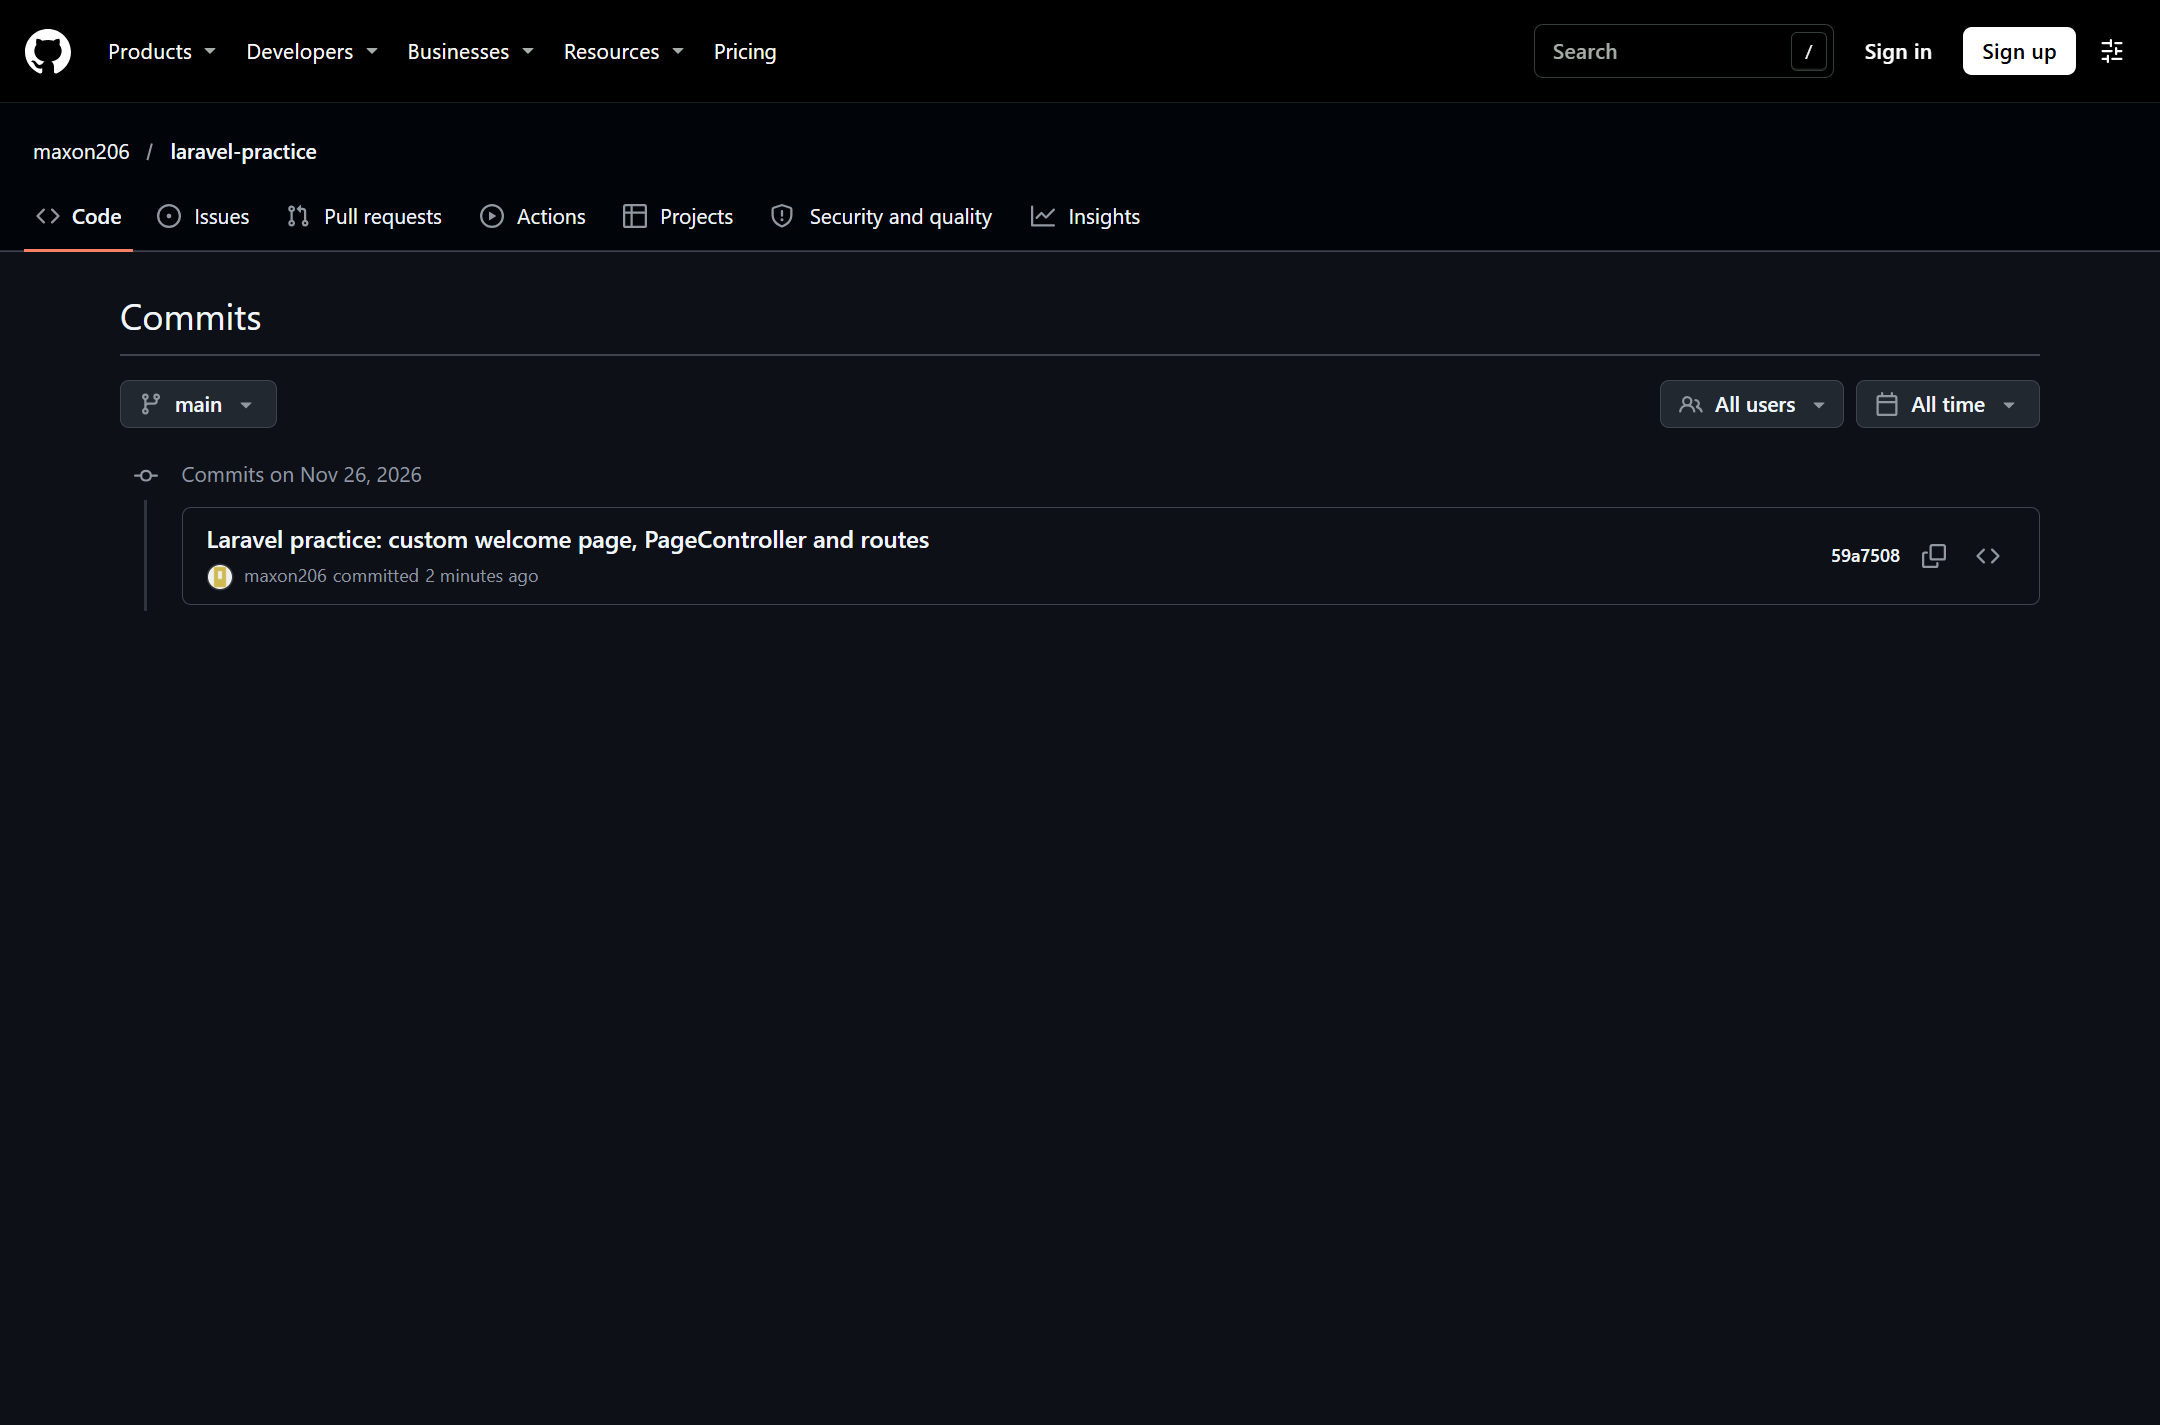 Products Developers Businesses Resources Pricing Search / Sign in Sign up
maxon206 / laravel-practice
Code Issues Pull requests Actions Projects Security and quality Insights
Commits
main All users All time
Commits on Nov 26, 2026
Laravel practice: custom welcome page, PageController and routes
59a7508
maxon206 committed 2 minutes ago